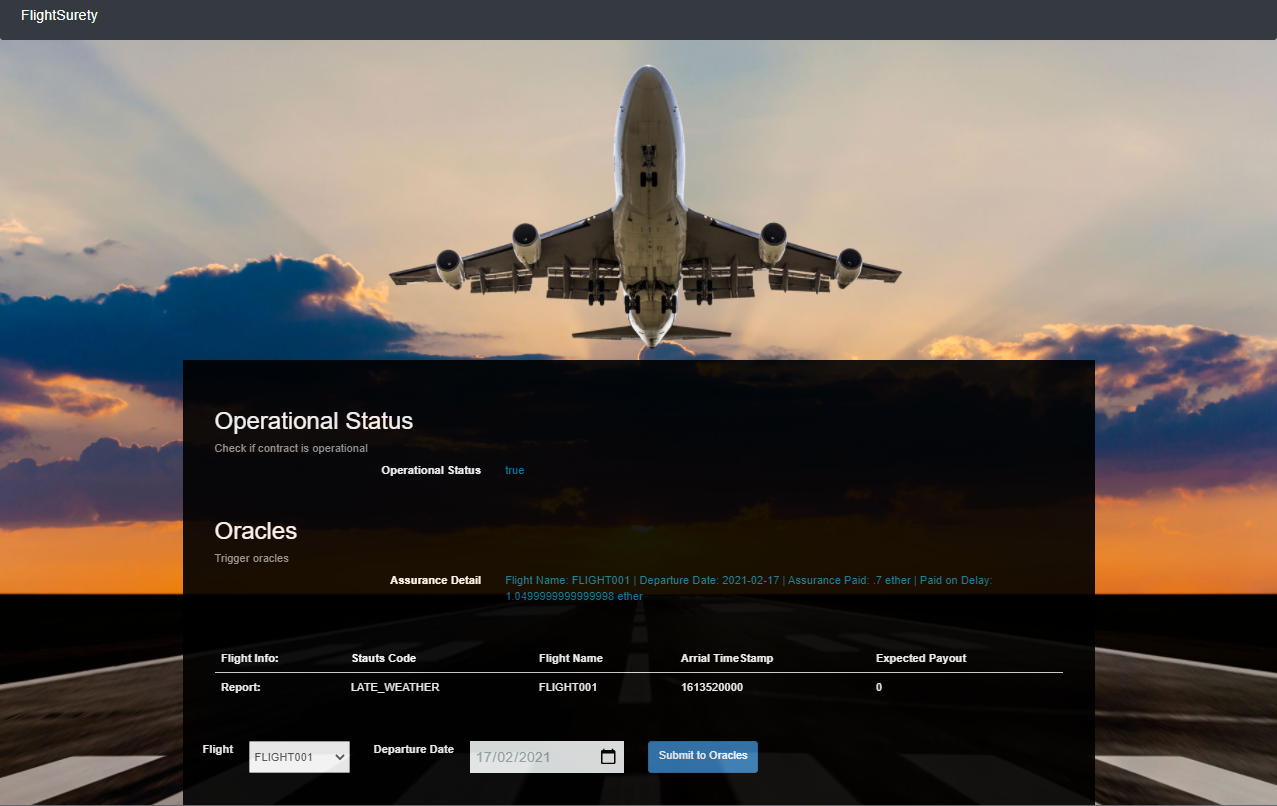 FlightSurety
Operational Status
Check if contract is operational
Operational Status true
Oracles
Trigger oracles
Assurance Detail Flight Name: FLIGHT001 | Departure Date: 2021-02-17 | Assurance Paid: .7 ether | Paid on Delay:
1.0499999999999998 ether
Flight Info: Stauts Code Flight Name Arrial TimeStamp Expected Payout
Report: LATE_WEATHER FLIGHT001 1613520000 0
Flight FLIGHT001 Departure Date 17/02/2021 Submit to Oracles